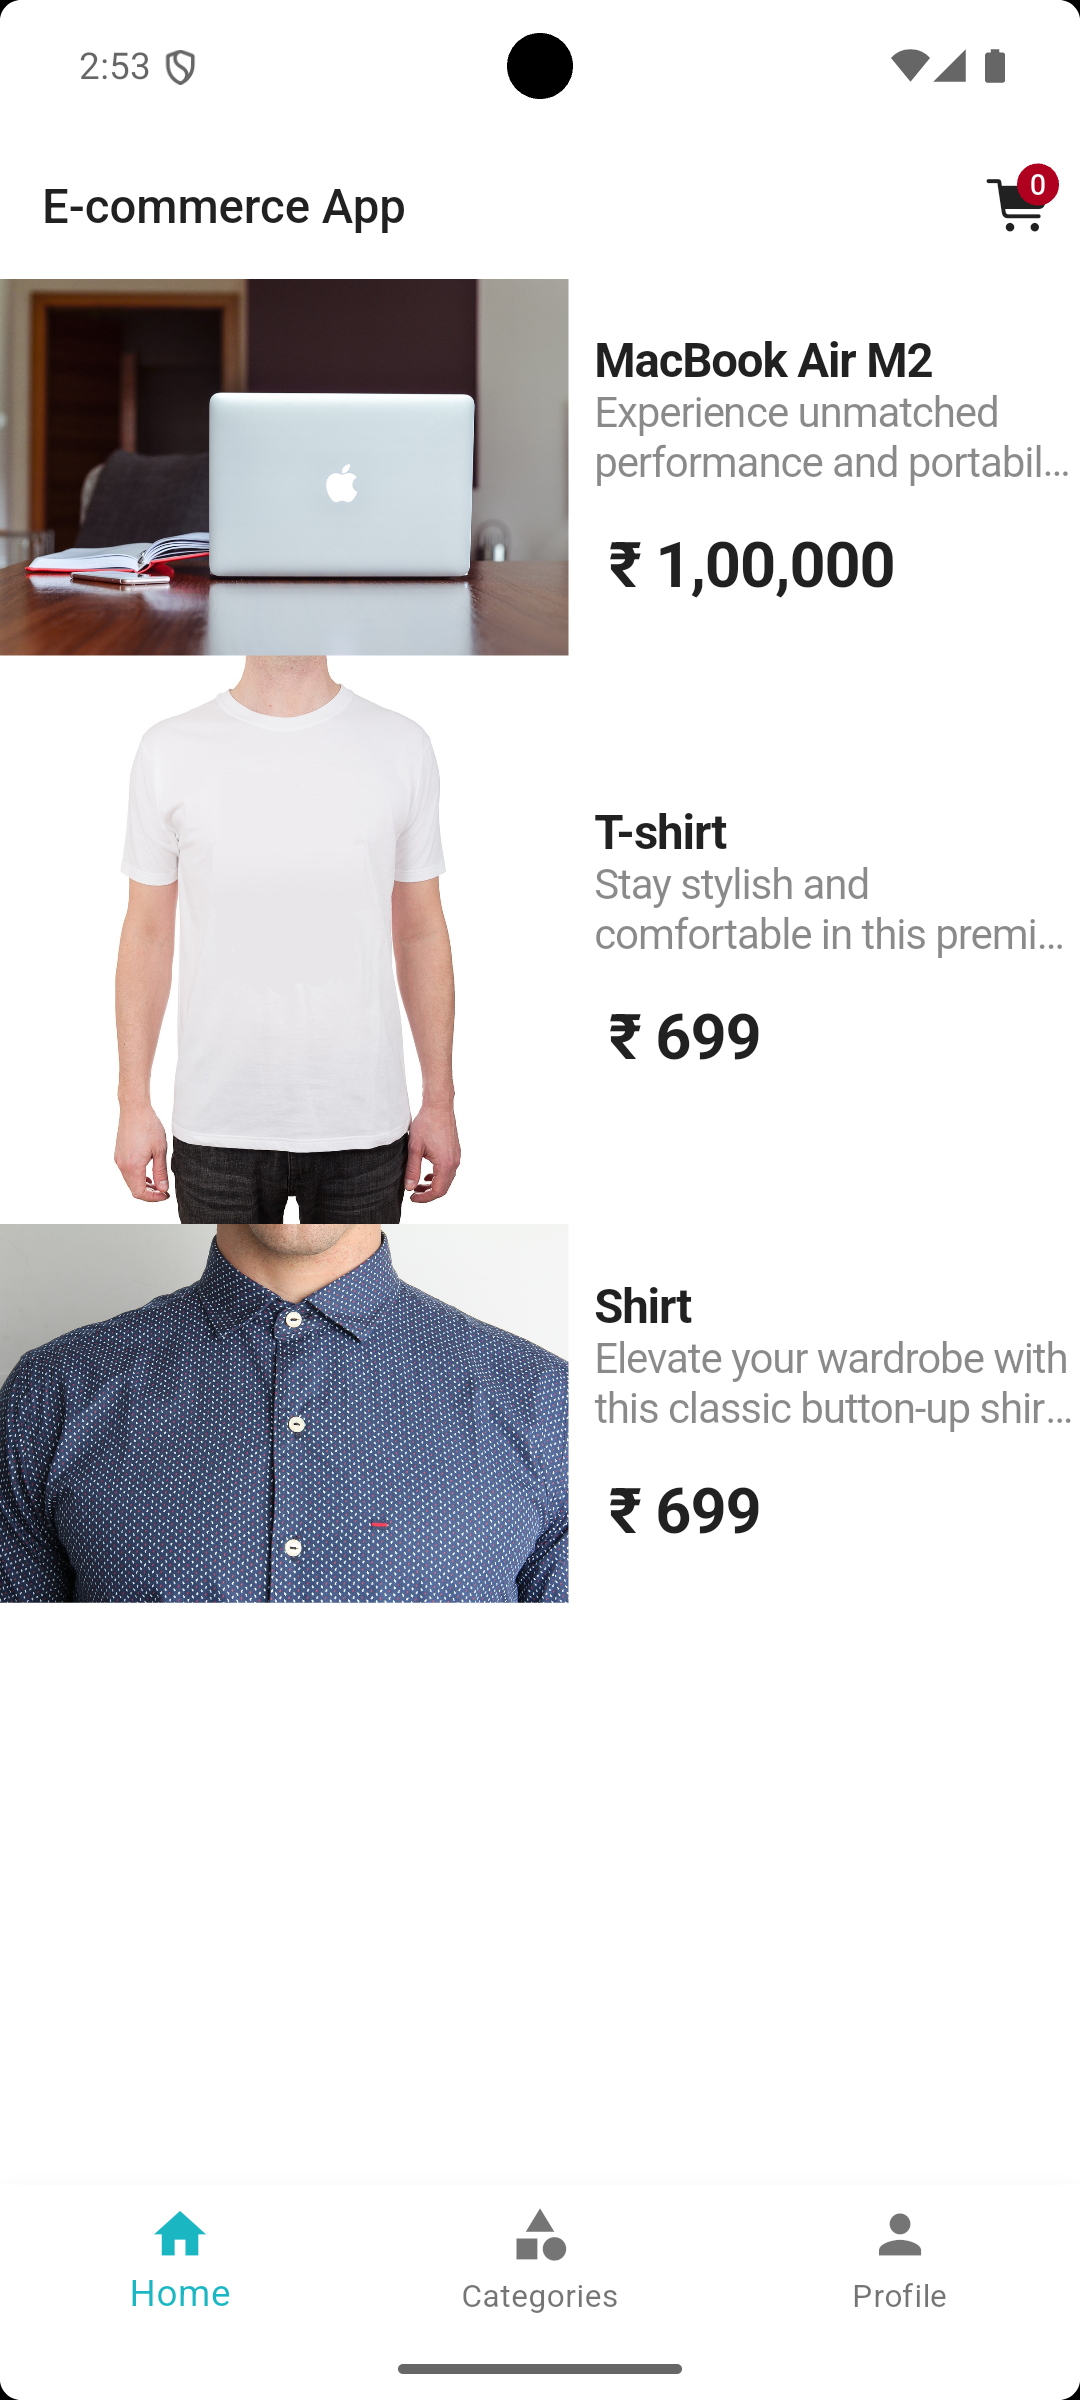 2:53
E-commerce App
0
MacBook Air M2
Experience unmatched
performance and portabil...
₹ 1,00,000
T-shirt
Stay stylish and
comfortable in this premi...
₹ 699
Shirt
Elevate your wardrobe with
this classic button-up shir...
₹ 699
Home
Categories
Profile